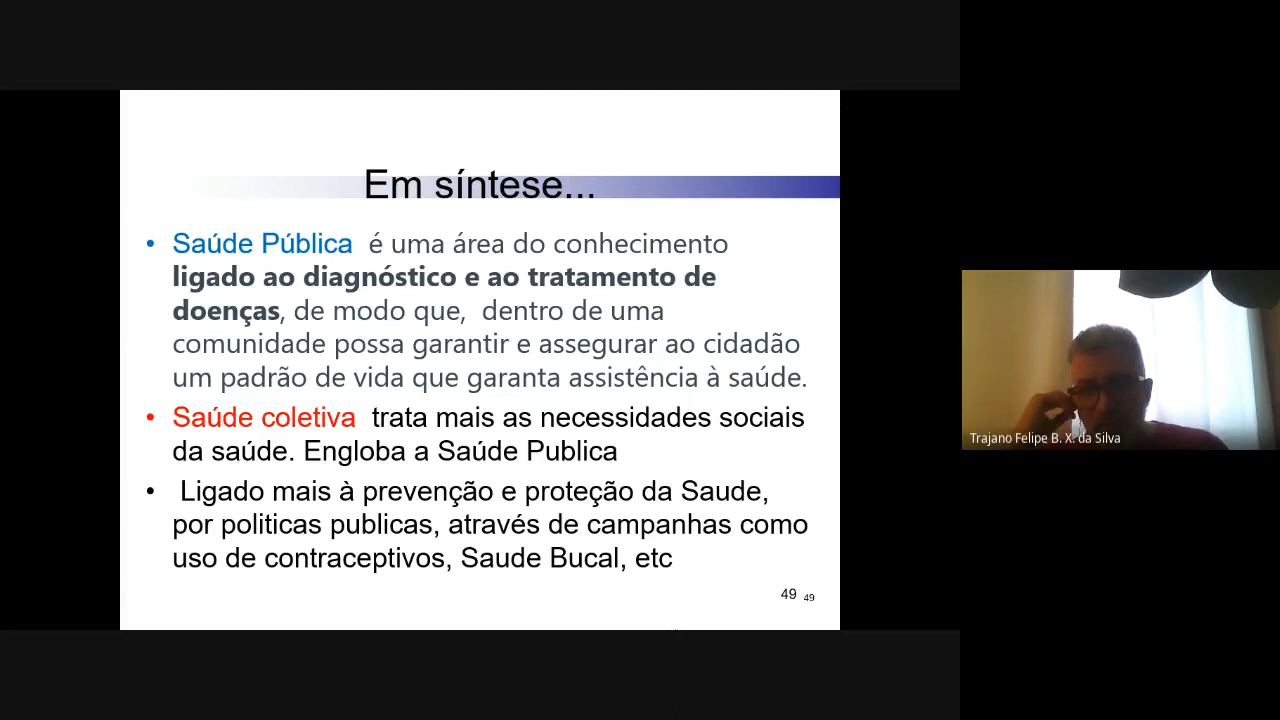 Em síntese...
• Saúde Pública é uma área do conhecimento
ligado ao diagnóstico e ao tratamento de
doenças, de modo que, dentro de uma
comunidade possa garantir e assegurar ao cidadão
um padrão de vida que garanta assistência à saúde.
• Saúde coletiva trata mais as necessidades sociais
da saúde. Engloba a Saúde Publica
• Ligado mais à prevenção e proteção da Saude,
por politicas publicas, através de campanhas como
uso de contraceptivos, Saude Bucal, etc
49 49
Trajano Felipe B. X. da Silva